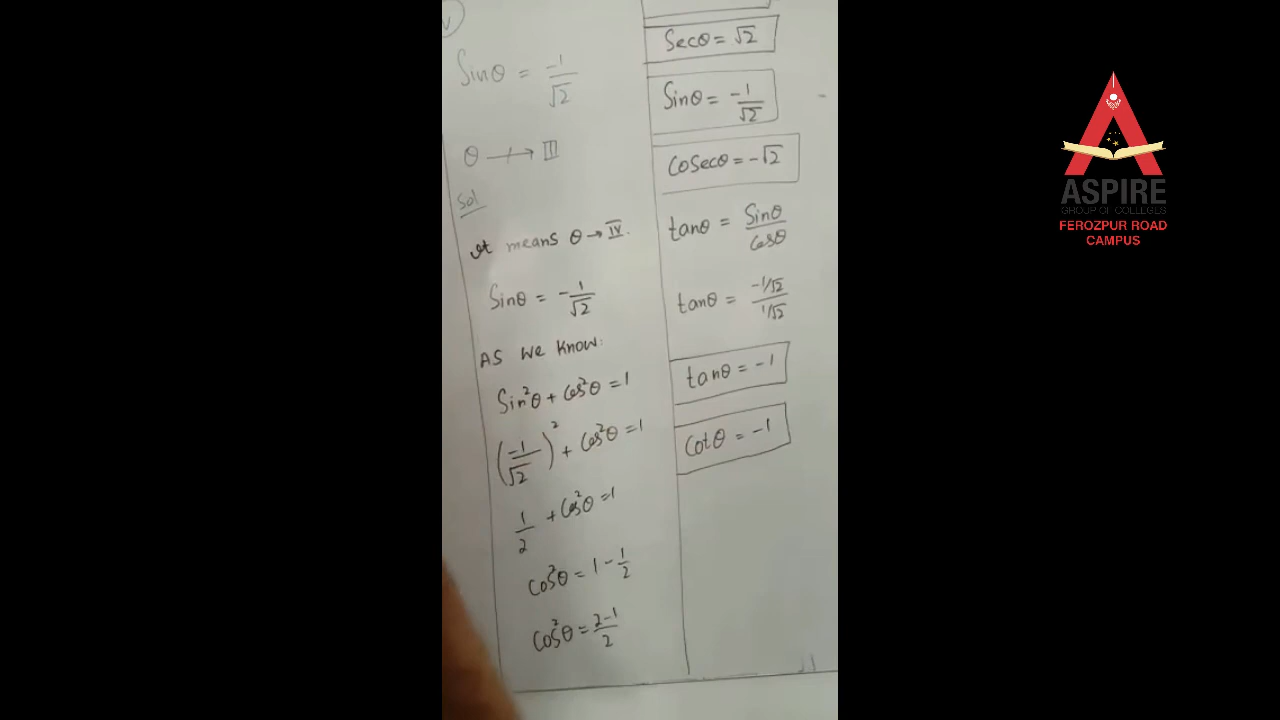 Sinθ = -1/√2
θ ⟶̸ III
Sol
It means θ → IV.
Sinθ = -1/√2
As we know:
Sin²θ + Cos²θ = 1
(-1/√2)² + Cos²θ = 1
1/2 + Cos²θ = 1
Cos²θ = 1 - 1/2
Cos²θ = 2-1/2
Secθ = √2
Sinθ = -1/√2
Cosecθ = -√2
tanθ = Sinθ/Cosθ
tanθ = -1/√2 / 1/√2
tanθ = -1
Cotθ = -1
ASPIRE
GROUP OF COLLEGES
FEROZPUR ROAD
CAMPUS